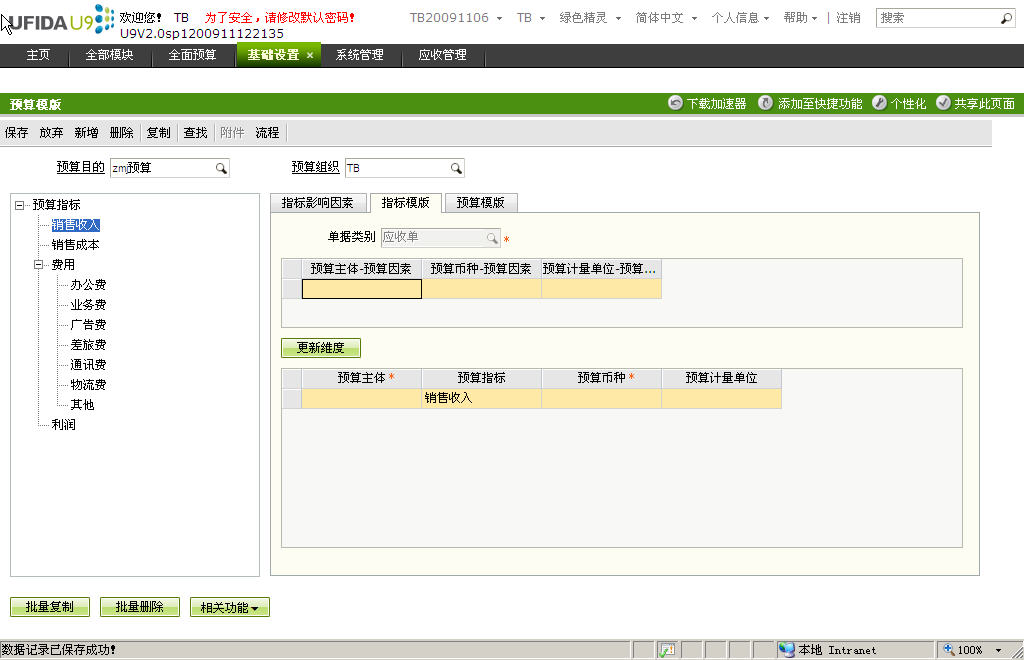 UFIDA U9 欢迎您! TB 为了安全，请修改默认密码! TB20091106 TB 绿色精灵 简体中文 个人信息 帮助 注销 搜索
U9V2.0sp1200911122135
主页 全部模块 全面预算 基础设置 × 系统管理 应收管理
预算模版 下载加速器 添加至快捷功能 个性化 共享此页面
保存 放弃 新增 删除 复制 查找 附件 流程
预算目的 zmj预算 预算组织 TB
预算指标
销售收入
销售成本
费用
办公费
业务费
广告费
差旅费
通讯费
物流费
其他
利润
指标影响因素 指标模版 预算模版
单据类别 应收单 *
预算主体-预算因素 预算币种-预算因素 预算计量单位-预算...
更新维度
预算主体 * 预算指标 预算币种 * 预算计量单位
销售收入
批量复制 批量删除 相关功能
数据记录已保存成功! 本地 Intranet 100%